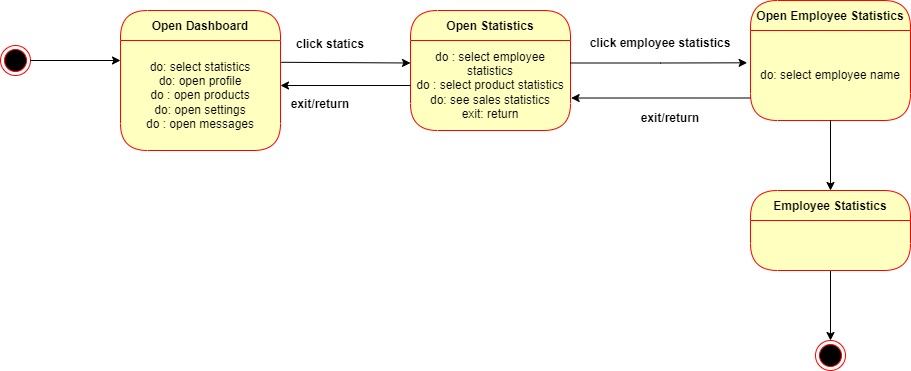 Open Dashboard
do: select statistics
do: open profile
do : open products
do: open settings
do : open messages
click statics
exit/return
Open Statistics
do : select employee
statistics
do : select product statistics
do: see sales statistics
exit: return
click employee statistics
exit/return
Open Employee Statistics
do: select employee name
Employee Statistics